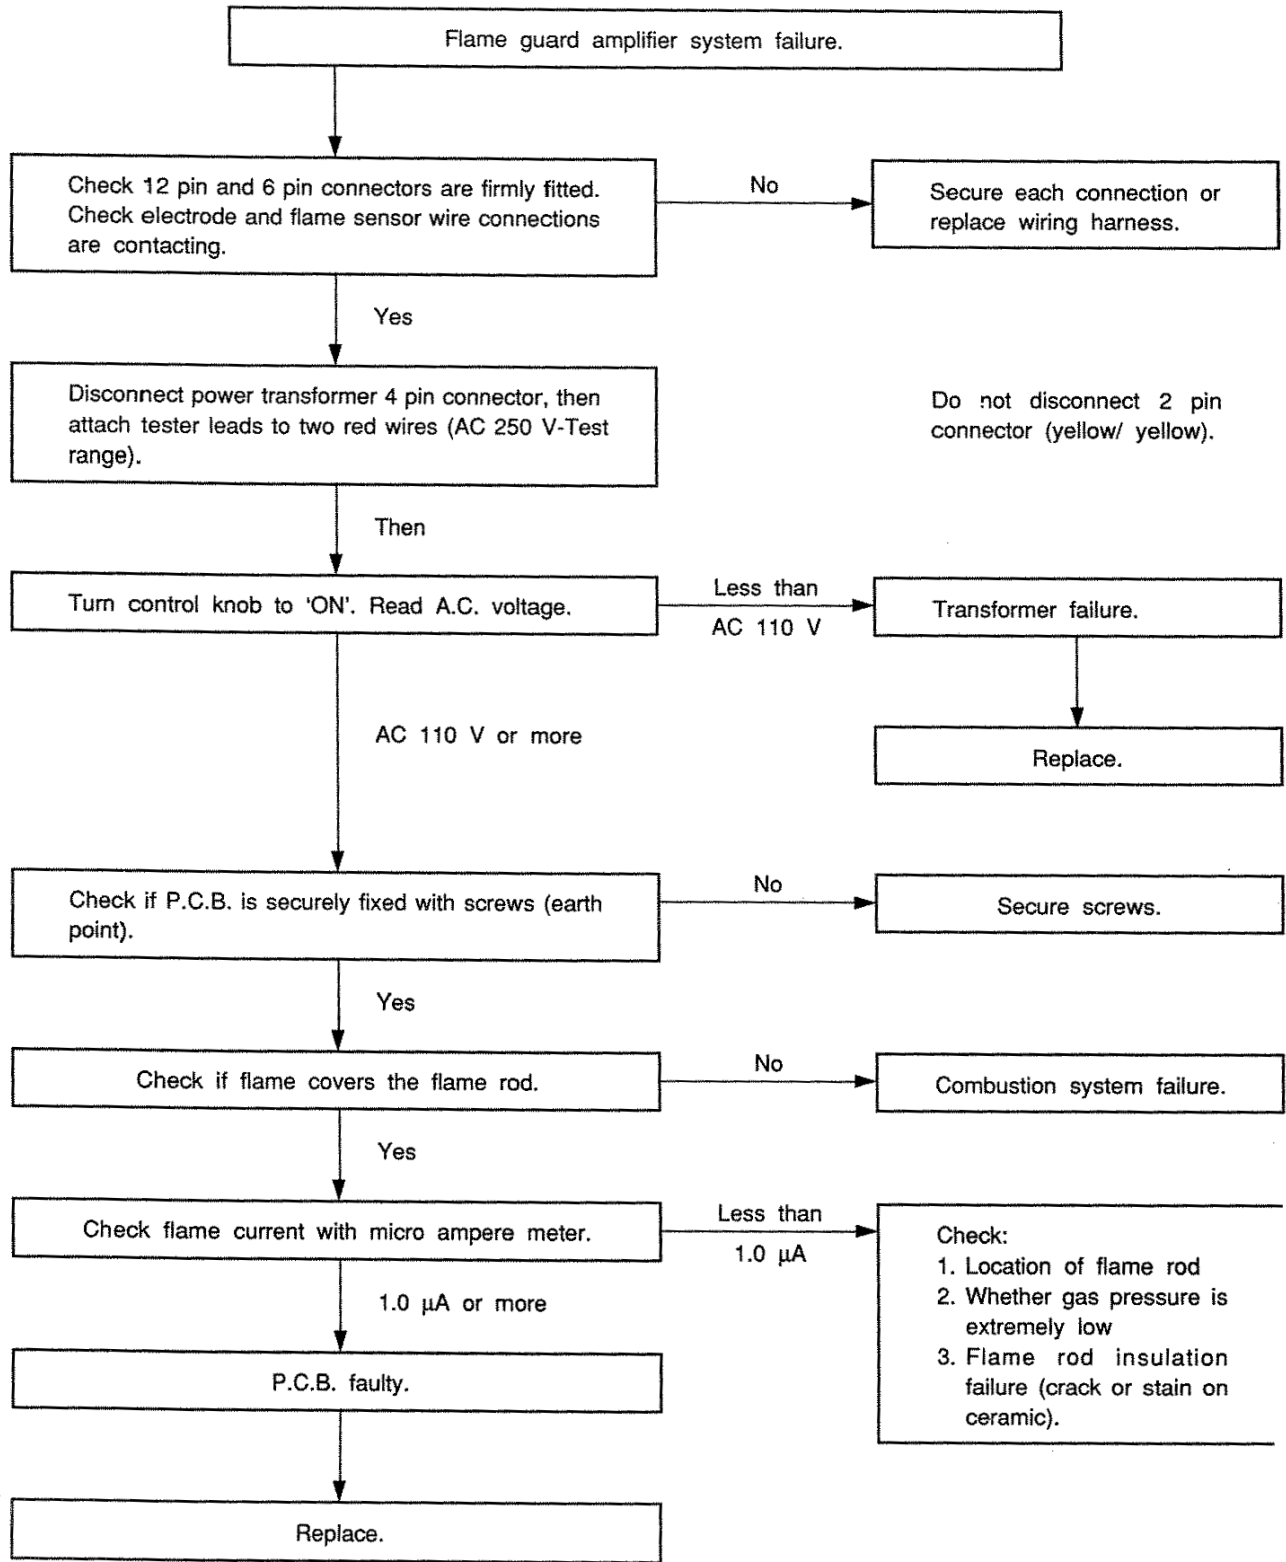 Flame guard amplifier system failure.
Check 12 pin and 6 pin connectors are firmly fitted.
Check electrode and flame sensor wire connections
are contacting.
No
Secure each connection or
replace wiring harness.
Yes
Disconnect power transformer 4 pin connector, then
attach tester leads to two red wires (AC 250 V-Test
range).
Do not disconnect 2 pin
connector (yellow/ yellow).
Then
Turn control knob to 'ON'. Read A.C. voltage.
Less than
AC 110 V
Transformer failure.
AC 110 V or more
Replace.
Check if P.C.B. is securely fixed with screws (earth
point).
No
Secure screws.
Yes
Check if flame covers the flame rod.
No
Combustion system failure.
Yes
Check flame current with micro ampere meter.
Less than
1.0 μA
Check:
1. Location of flame rod
2. Whether gas pressure is
extremely low
3. Flame rod insulation
failure (crack or stain on
ceramic).
1.0 μA or more
P.C.B. faulty.
Replace.